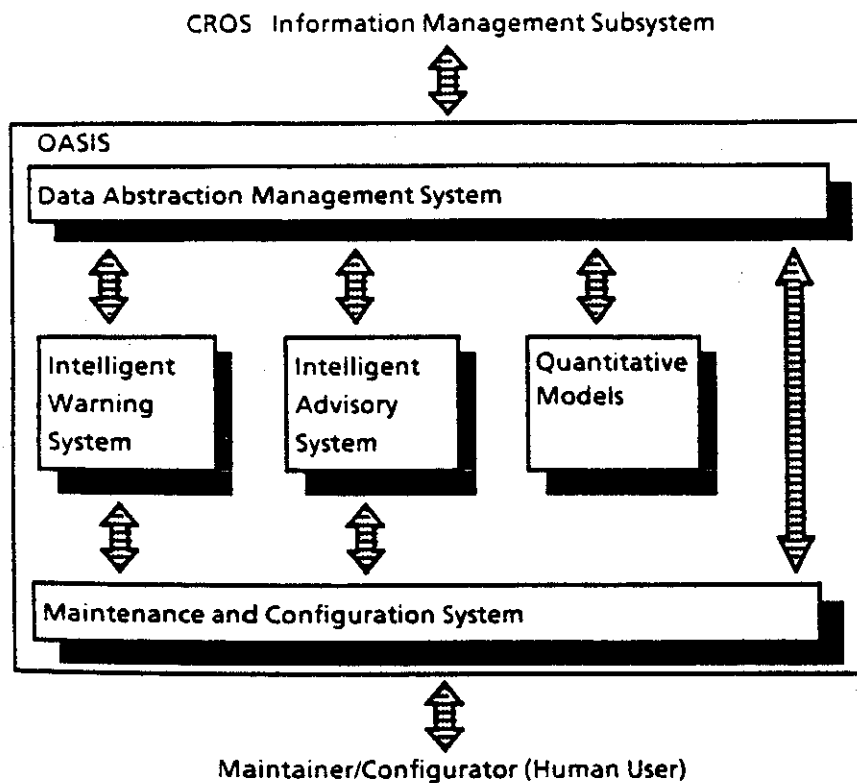 CROS Information Management Subsystem
OASIS
Data Abstraction Management System
Intelligent
Warning
System
Intelligent
Advisory
System
Quantitative
Models
Maintenance and Configuration System
Maintainer/Configurator (Human User)